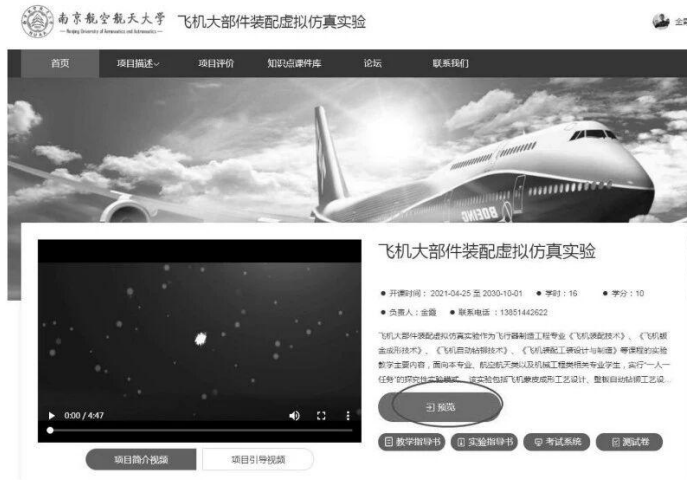 南京航空航天大学 飞机大部件装配虚拟仿真实验
Nanjing University of Aeronautics and Astronautics
首页 项目描述 项目评价 知识点课件库 论坛 联系我们
BOEING
飞机大部件装配虚拟仿真实验
● 开课时间：2021-04-25 至 2030-10-01 ● 学时：16 ● 学分：10
● 负责人：金霞 ● 联系电话：13851442622
飞机大部件装配虚拟仿真实验作为飞行器制造工程专业《飞机装配技术》、《飞机钣
金成形技术》、《飞机自动钻铆技术》、《飞机装配工装设计与制造》等课程的实验
教学主要内容，面向本专业、航空航天类以及机械工程类相关专业学生，实行“一人一
任务”的探究性实验模式。该实验包括飞机蒙皮成形工艺设计、壁板自动钻铆工艺设...
预览
0:00 / 4:47
教学指导书 实验指导书 考试系统 测试卷
项目简介视频 项目引导视频